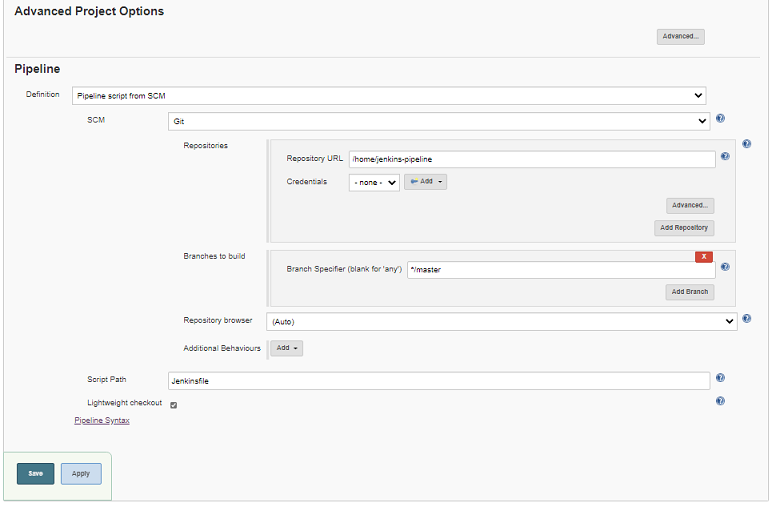 Advanced Project Options
Advanced...
Pipeline
Definition Pipeline script from SCM
SCM Git
Repositories
Repository URL /home/jenkins-pipeline
Credentials - none - Add
Advanced...
Add Repository
Branches to build
X
Branch Specifier (blank for 'any') */master
Add Branch
Repository browser (Auto)
Additional Behaviours Add
Script Path Jenkinsfile
Lightweight checkout
Pipeline Syntax
Save Apply